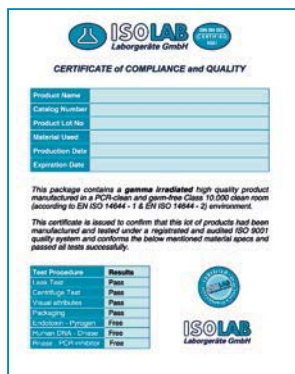 ISOLAB
Laborgeräte GmbH
DIN EN ISO
CERTIFIED
9001
CERTIFICATE of COMPLIANCE and QUALITY
Product Name
Catalog Number
Product Lot No
Material Used
Production Date
Expiration Date
This package contains a gamma irradiated high quality product
manufactured in a PCR-clean and germ-free Class 10.000 clean room
(according to EN ISO 14644 - 1 & EN ISO 14644 - 2) environment.
This certificate is issued to confirm that this lot of products had been
manufactured and tested under a registered and audited ISO 9001
quality system and conforms the below mentioned material specs and
passed all tests successfully.
Test Procedure Results
Leak Test Pass
Centrifuge Test Pass
Visual attributes Pass
Packaging Pass
Endotoxin - Pyrogen Free
Human DNA - DNase Free
RNase - PCR inhibitor Free
ISOLAB
ISOLAB
Laborgeräte GmbH